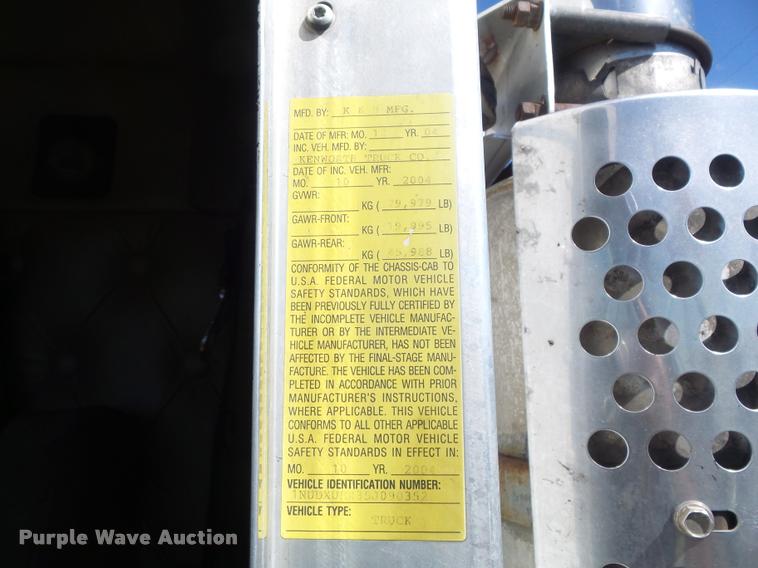 MFD. BY: K MFG.
DATE OF MFR: MO. YR. 04
INC. VEH. MFD. BY:
KENWORTH TRUCK CO.
DATE OF INC. VEH. MFR:
MO. 10 YR. 2004
GVWR:
KG ( 79,979 LB)
GAWR-FRONT:
KG ( LB)
GAWR-REAR:
KG ( LB)
CONFORMITY OF THE CHASSIS-CAB TO
U.S.A. FEDERAL MOTOR VEHICLE
SAFETY STANDARDS, WHICH HAVE
BEEN PREVIOUSLY FULLY CERTIFIED BY
THE INCOMPLETE VEHICLE MANUFAC-
TURER OR BY THE INTERMEDIATE VE-
HICLE MANUFACTURER, HAS NOT BEEN
AFFECTED BY THE FINAL-STAGE MANU-
FACTURE. THE VEHICLE HAS BEEN COM-
PLETED IN ACCORDANCE WITH PRIOR
MANUFACTURER'S INSTRUCTIONS,
WHERE APPLICABLE. THIS VEHICLE
CONFORMS TO ALL OTHER APPLICABLE
U.S.A. FEDERAL MOTOR VEHICLE
SAFETY STANDARDS IN EFFECT IN:
MO. 10 YR. 2004
VEHICLE IDENTIFICATION NUMBER:
VEHICLE TYPE:
TRUCK
Purple Wave Auction